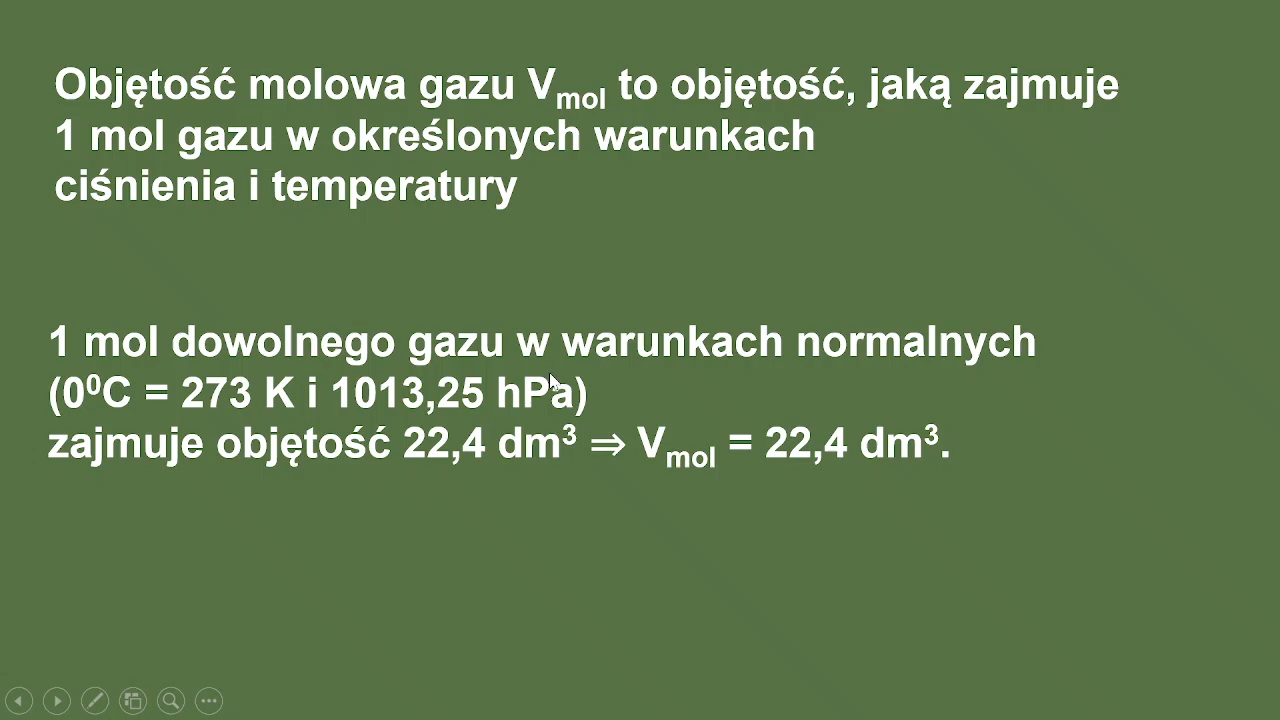 Objętość molowa gazu Vmol to objętość, jaką zajmuje
1 mol gazu w określonych warunkach
ciśnienia i temperatury
1 mol dowolnego gazu w warunkach normalnych
(0⁰C = 273 K i 1013,25 hPa)
zajmuje objętość 22,4 dm³ ⇒ Vmol = 22,4 dm³.